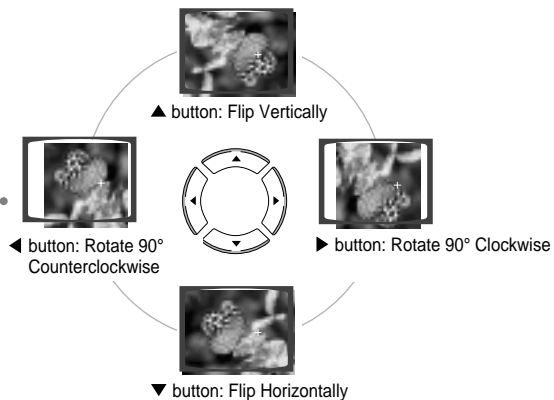 ▲ button: Flip Vertically
◀ button: Rotate 90°
Counterclockwise
▶ button: Rotate 90° Clockwise
▼ button: Flip Horizontally